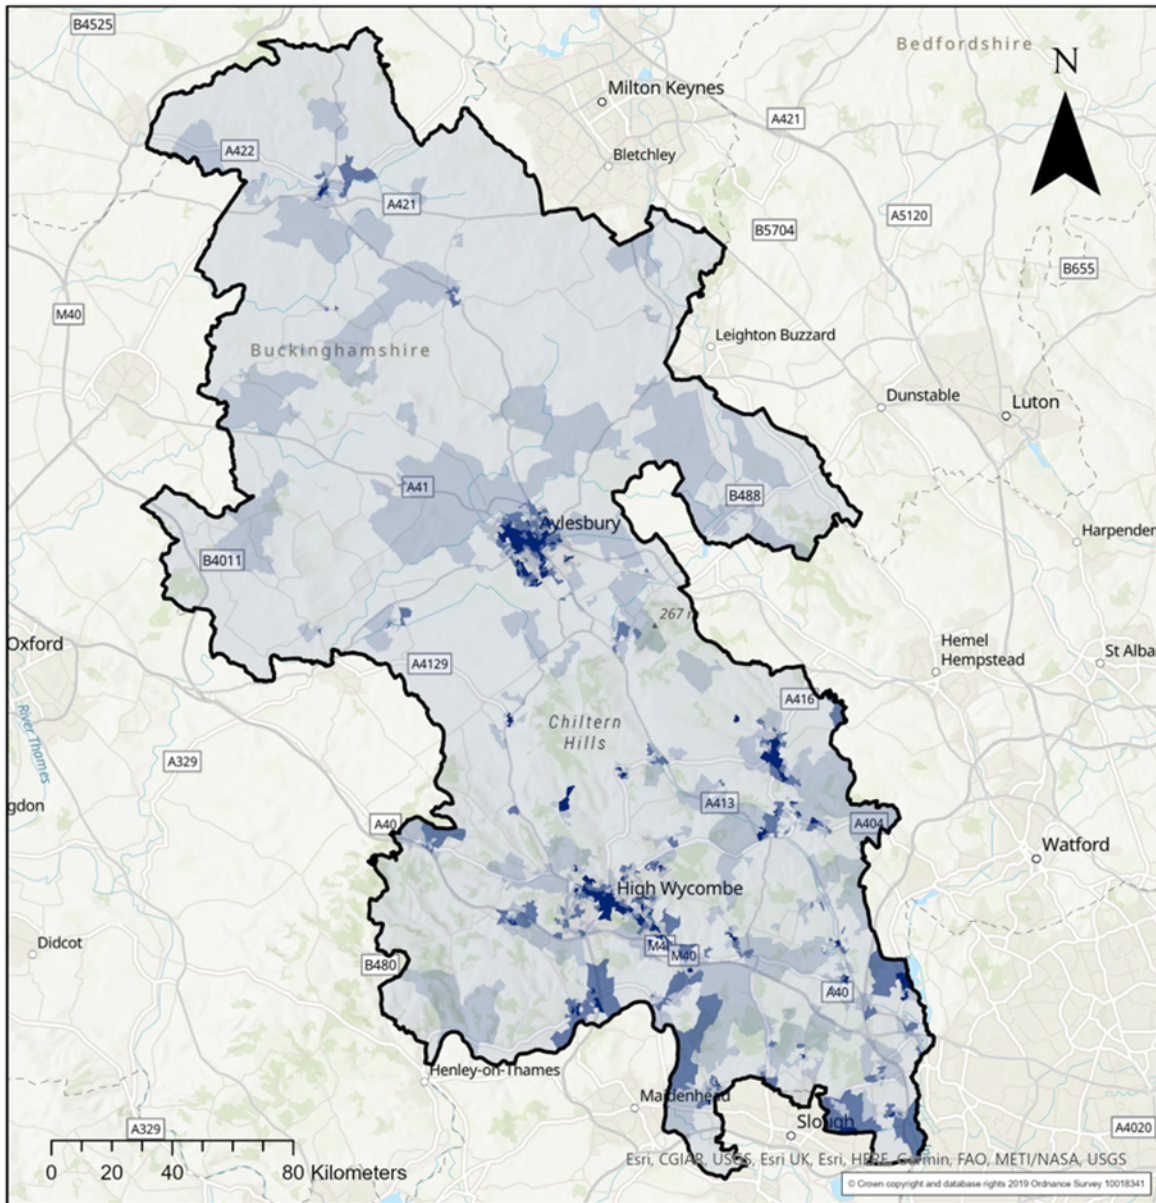 B4525
Bedfordshire
N
Milton Keynes
A421
Bletchley
A422
A421
A5120
B5704
B655
M40
Leighton Buzzard
Buckinghamshire
Dunstable
Luton
A41
B488
Aylesbury
Harpenden
B4011
267 m
Oxford
Hemel
Hempstead
A4129
St Alba
A416
River Thames
Chiltern
Hills
A329
gdon
A413
A40
A404
Watford
High Wycombe
Didcot
M40
M40
B480
A40
Henley-on-Thames
Maidenhead
Slough
A329
A4020
0 20 40 80 Kilometers
Esri, CGIAR, USGS, Esri UK, Esri, HERE, Garmin, FAO, METI/NASA, USGS
© Crown copyright and database rights 2019 Ordnance Survey 10018341